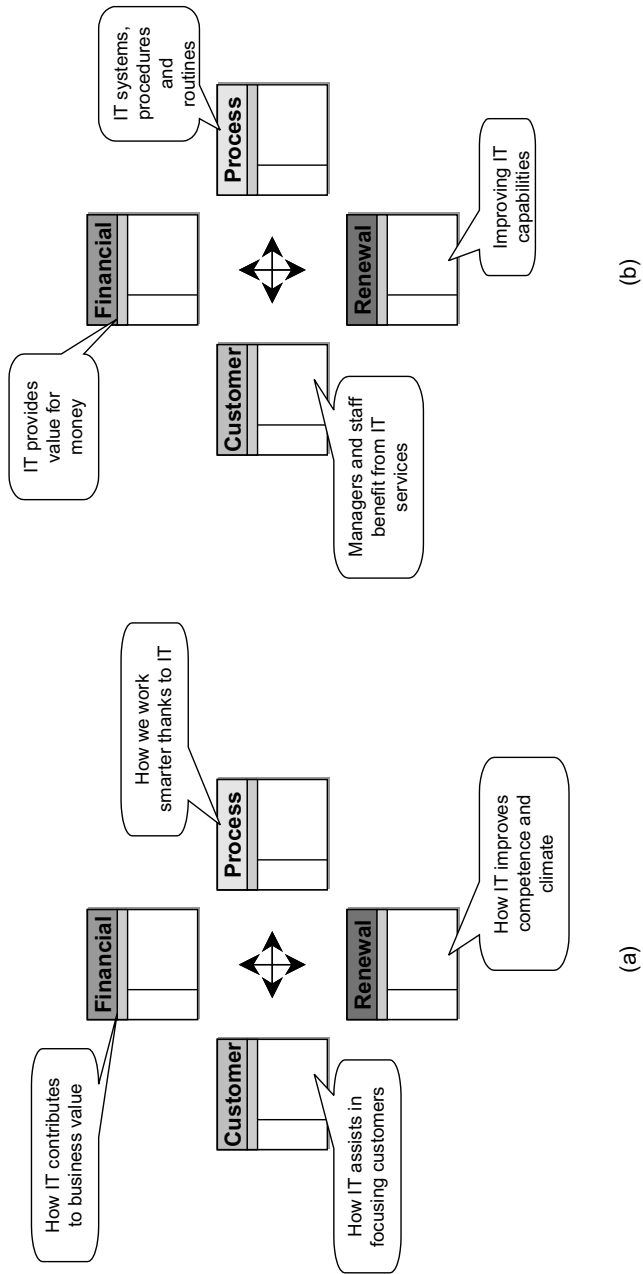 How IT contributes
to business value
Financial
How we work
smarter thanks to IT
Customer
Process
How IT assists in
focusing customers
Renewal
How IT improves
competence and
climate
(a)
IT provides
value for
money
Financial
IT systems,
procedures
and
routines
Customer
Process
Managers and staff
benefit from IT
services
Renewal
Improving IT
capabilities
(b)